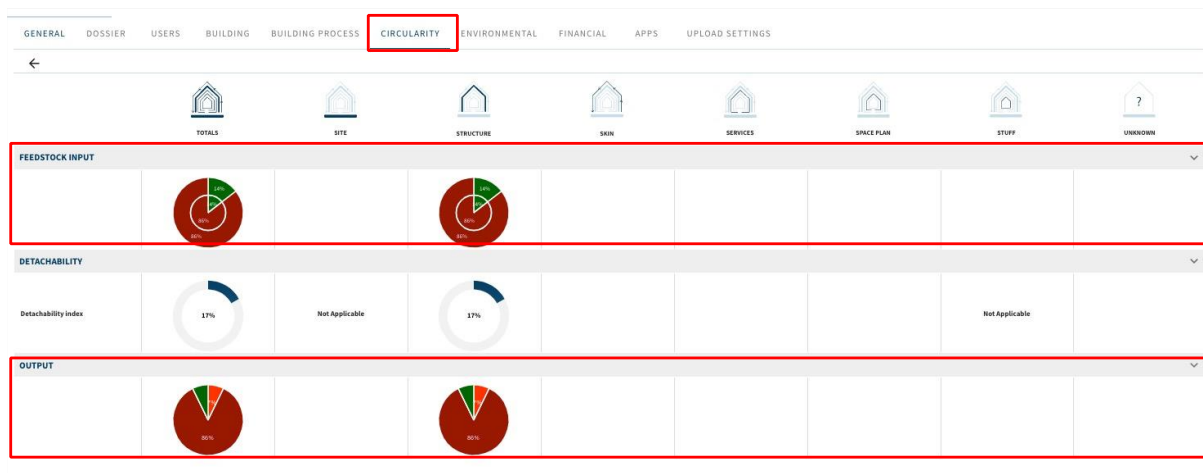 GENERAL DOSSIER USERS BUILDING BUILDING PROCESS CIRCULARITY ENVIRONMENTAL FINANCIAL APPS UPLOAD SETTINGS
?
TOTALS SITE STRUCTURE SKIN SERVICES SPACE PLAN STUFF UNKNOWN
FEEDSTOCK INPUT
14% 14%
86% 86%
86% 86%
DETACHABILITY
Detachability index 17% Not Applicable 17% Not Applicable
OUTPUT
86% 86%